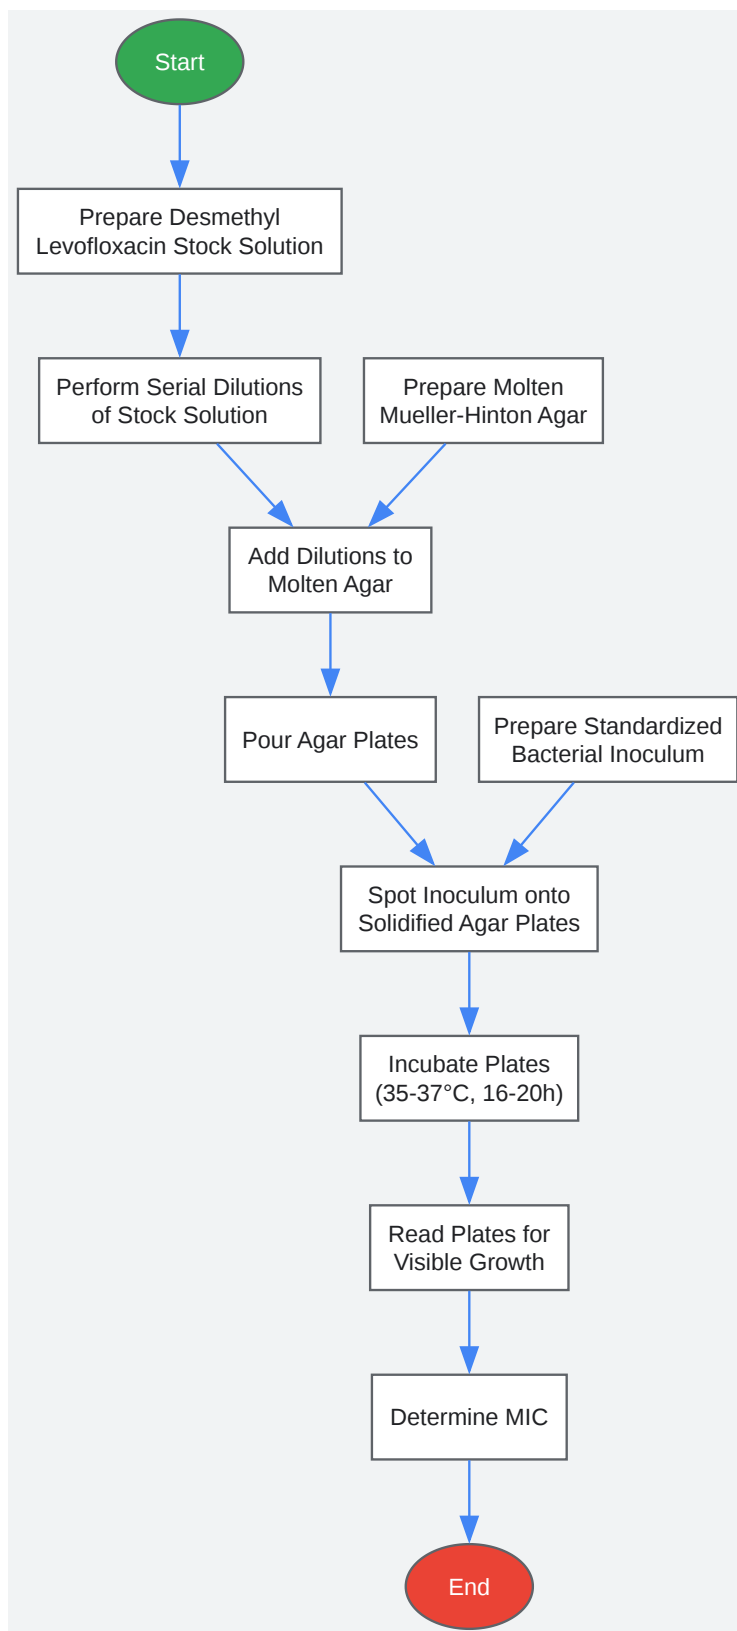 Start
Prepare Desmethyl
Levofloxacin Stock Solution
Perform Serial Dilutions
of Stock Solution
Prepare Molten
Mueller-Hinton Agar
Add Dilutions to
Molten Agar
Pour Agar Plates
Prepare Standardized
Bacterial Inoculum
Spot Inoculum onto
Solidified Agar Plates
Incubate Plates
(35-37°C, 16-20h)
Read Plates for
Visible Growth
Determine MIC
End